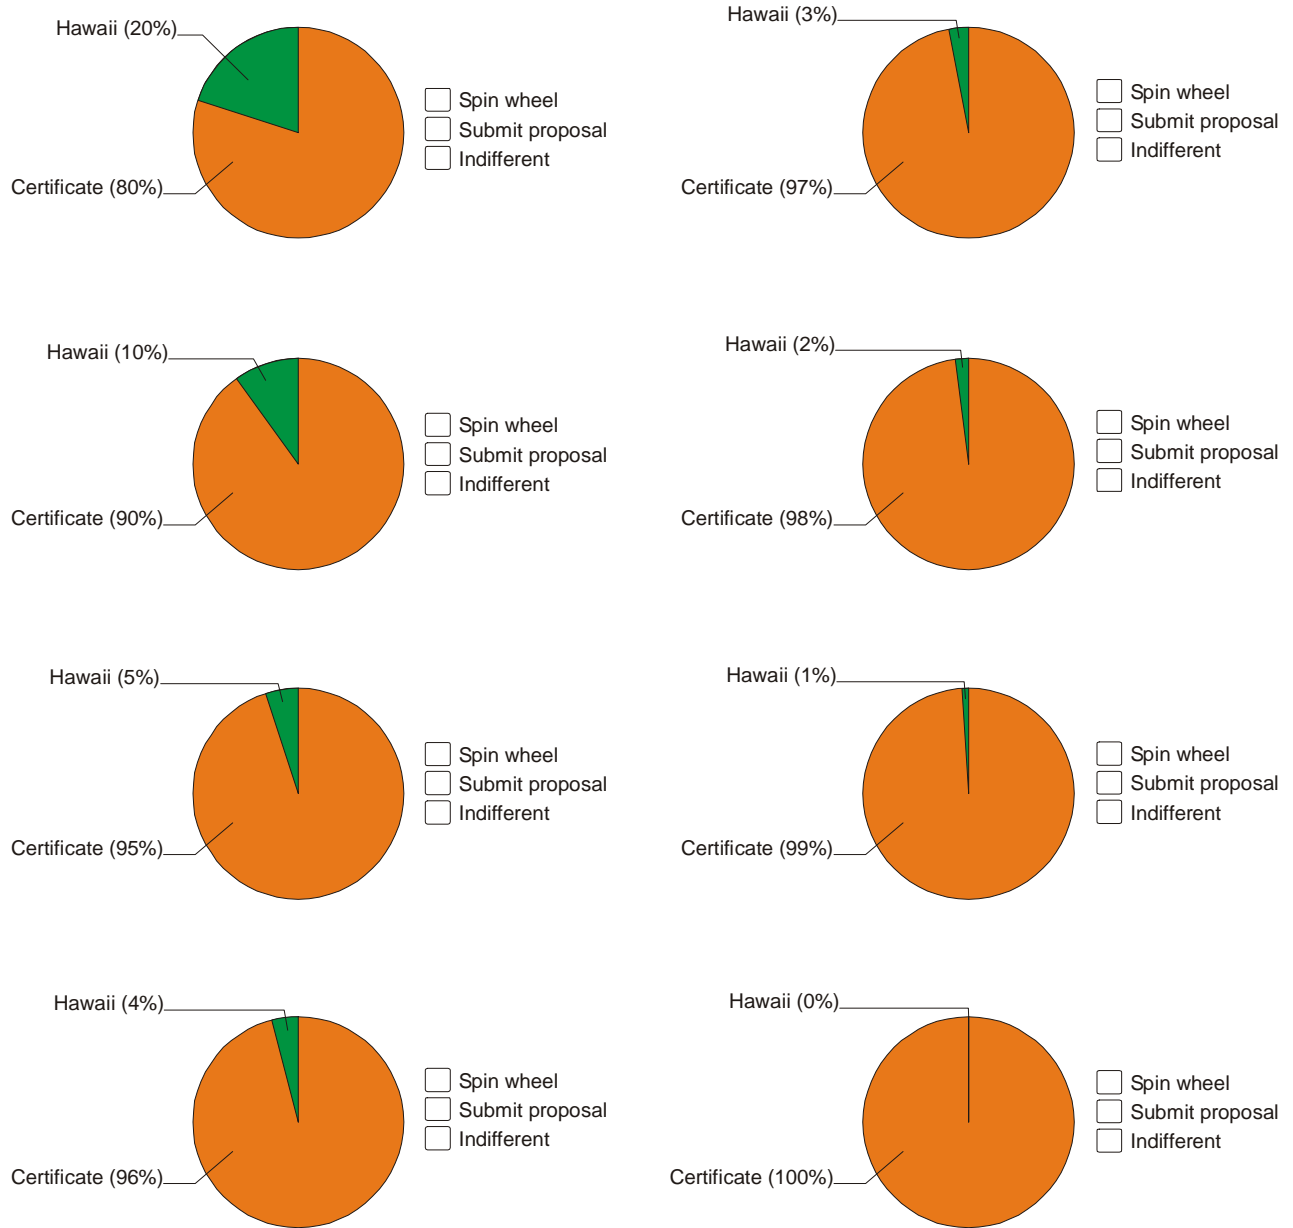 Hawaii (20%)
Spin wheel
Submit proposal
Indifferent
Certificate (80%)
Hawaii (3%)
Spin wheel
Submit proposal
Indifferent
Certificate (97%)
Hawaii (10%)
Spin wheel
Submit proposal
Indifferent
Certificate (90%)
Hawaii (2%)
Spin wheel
Submit proposal
Indifferent
Certificate (98%)
Hawaii (5%)
Spin wheel
Submit proposal
Indifferent
Certificate (95%)
Hawaii (1%)
Spin wheel
Submit proposal
Indifferent
Certificate (99%)
Hawaii (4%)
Spin wheel
Submit proposal
Indifferent
Certificate (96%)
Hawaii (0%)
Spin wheel
Submit proposal
Indifferent
Certificate (100%)